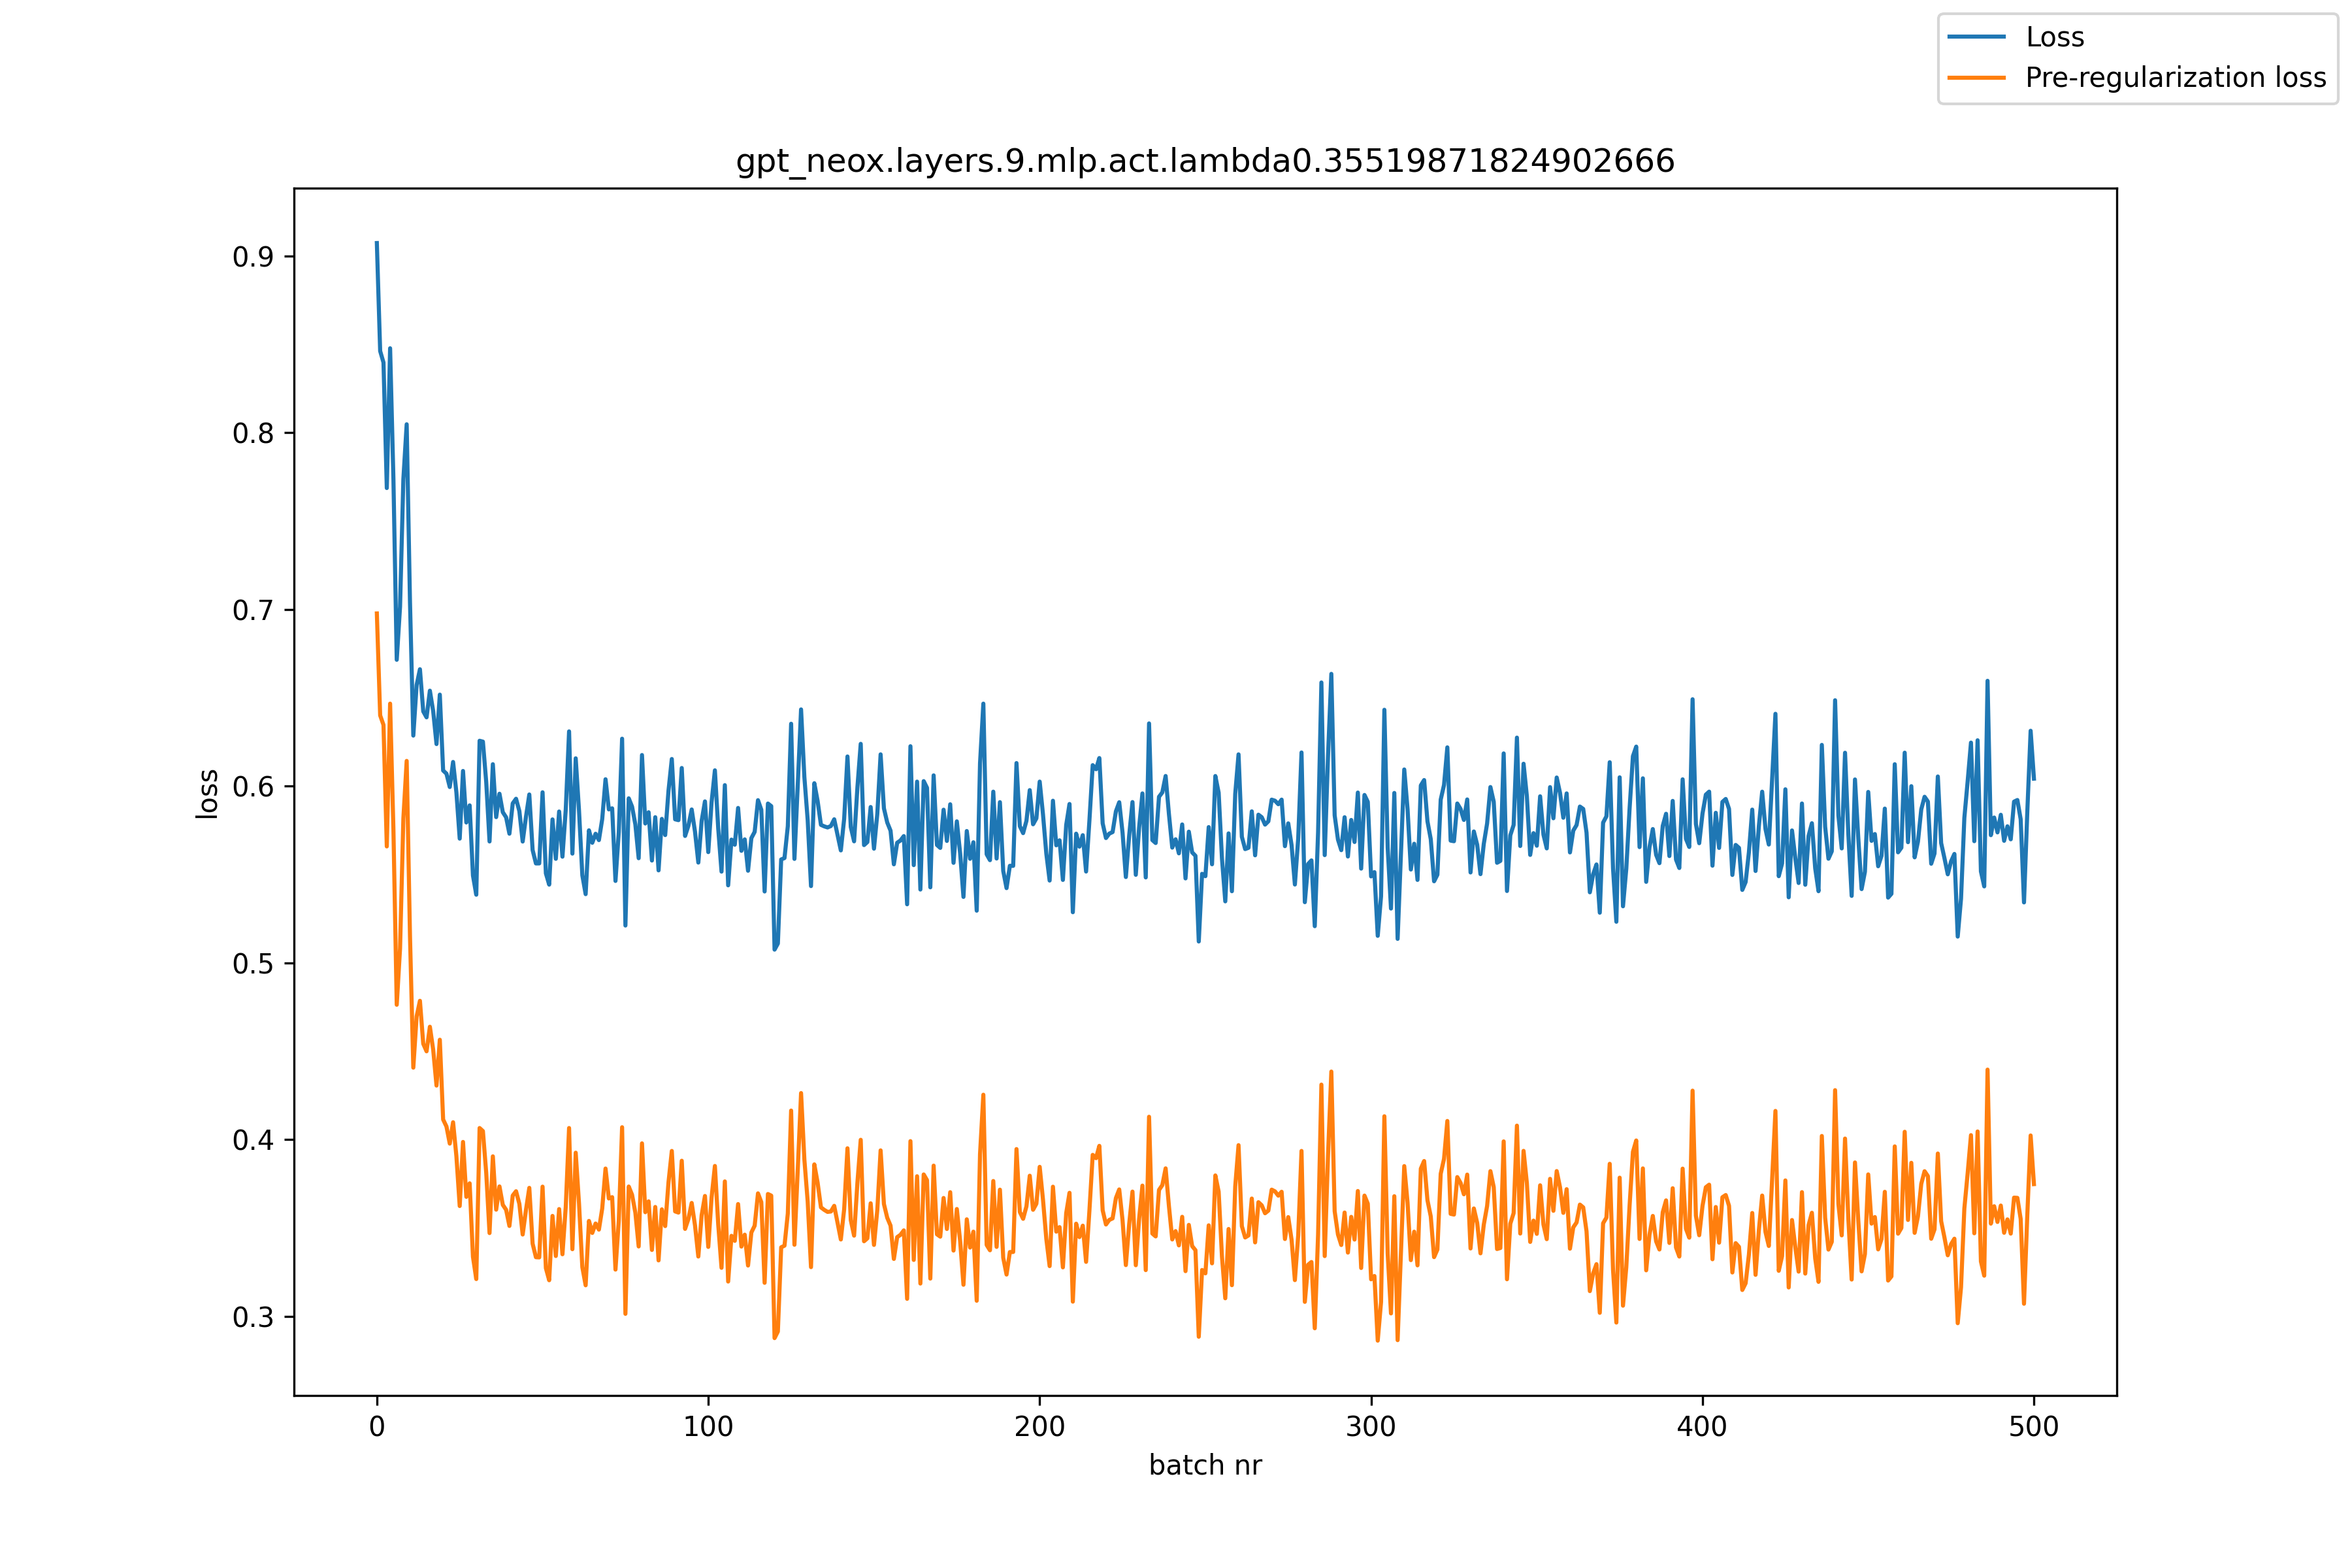 Loss
Pre-regularization loss
gpt_neox.layers.9.mlp.act.lambda0.35519871824902666
0.9
0.8
0.7
0.6
0.5
0.4
0.3
loss
0 100 200 300 400 500
batch nr